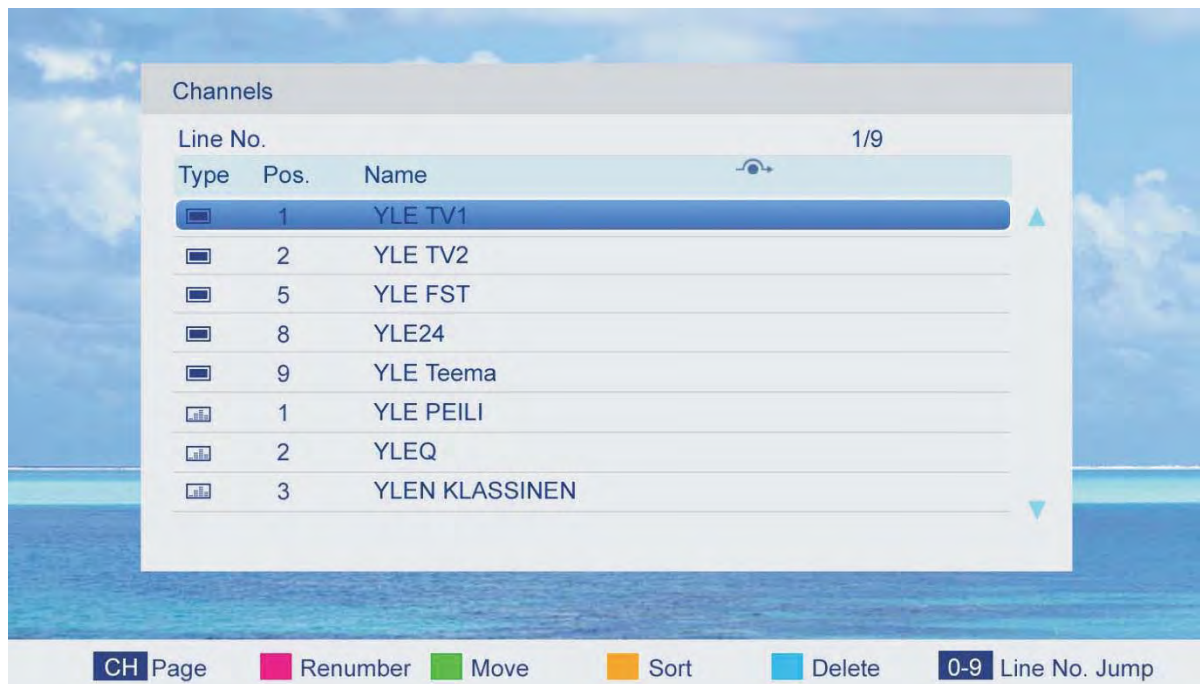 Channels
Line No. 1/9
Type Pos. Name
1 YLE TV1
2 YLE TV2
5 YLE FST
8 YLE24
9 YLE Teema
1 YLE PEILI
2 YLEQ
3 YLEN KLASSINEN
CH Page Renumber Move Sort Delete 0-9 Line No. Jump